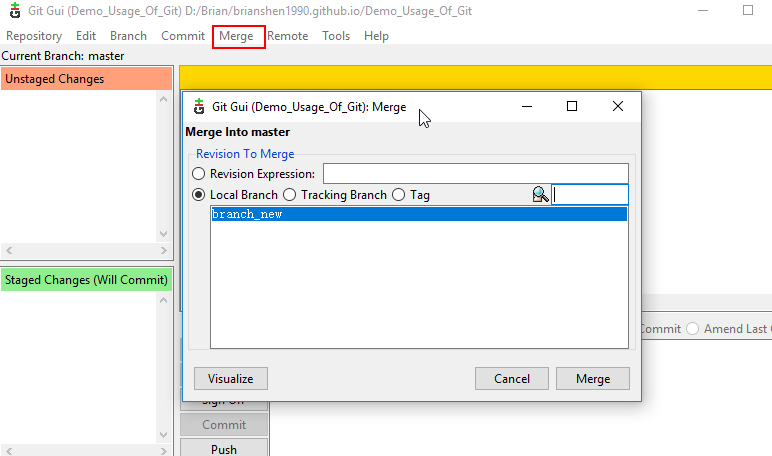 Git Gui (Demo_Usage_Of_Git) D:/Brian/brianshen1990.github.io/Demo_Usage_Of_Git
Repository Edit Branch Commit Merge Remote Tools Help
Current Branch: master
Unstaged Changes
Git Gui (Demo_Usage_Of_Git): Merge
Merge Into master
Revision To Merge
Revision Expression:
Local Branch Tracking Branch Tag
branch_new
Staged Changes (Will Commit)
Commit Amend Last
Visualize Cancel Merge
Sign Off
Commit
Push